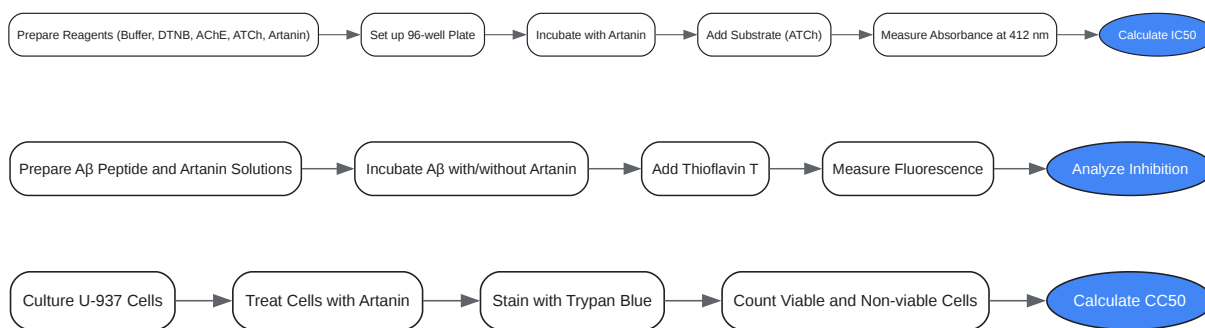 Prepare Reagents (Buffer, DTNB, AChE, ATCh, Artanin)
Set up 96-well Plate
Incubate with Artanin
Add Substrate (ATCh)
Measure Absorbance at 412 nm
Calculate IC50
Prepare Aβ Peptide and Artanin Solutions
Incubate Aβ with/without Artanin
Add Thioflavin T
Measure Fluorescence
Analyze Inhibition
Culture U-937 Cells
Treat Cells with Artanin
Stain with Trypan Blue
Count Viable and Non-viable Cells
Calculate CC50